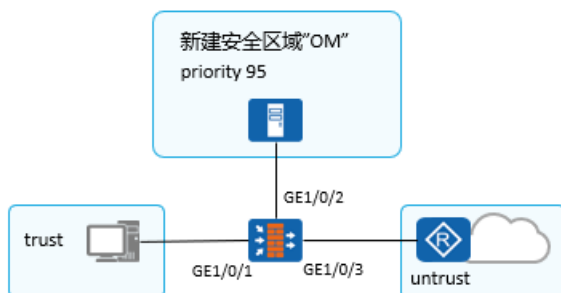 新建安全区域"OM"
priority 95
GE1/0/2
trust
R
GE1/0/1
GE1/0/3
untrust